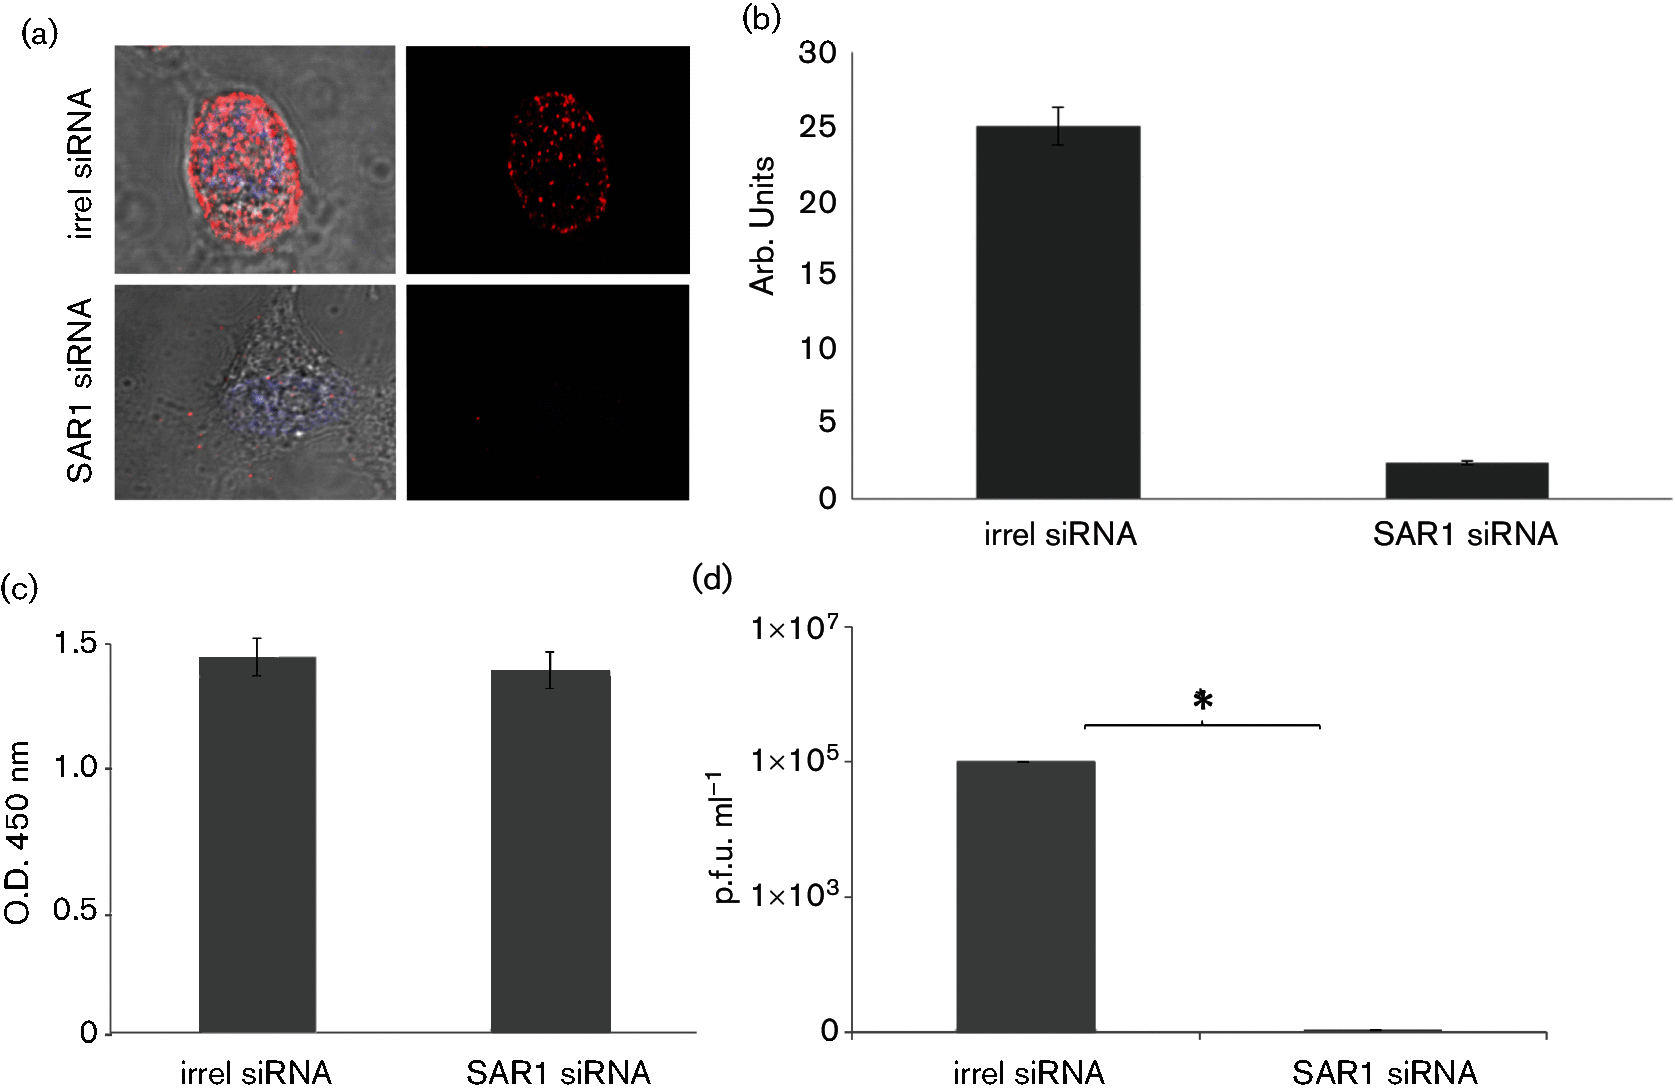 (a)
irrel siRNA
SAR1 siRNA
(b)
Arb. Units
30
25
20
15
10
5
0
irrel siRNA
SAR1 siRNA
(c)
O.D. 450 nm
1.5
1.0
0.5
0
irrel siRNA
SAR1 siRNA
(d)
p.f.u. ml⁻¹
1×10⁷
1×10⁵
1×10³
0
*
irrel siRNA
SAR1 siRNA